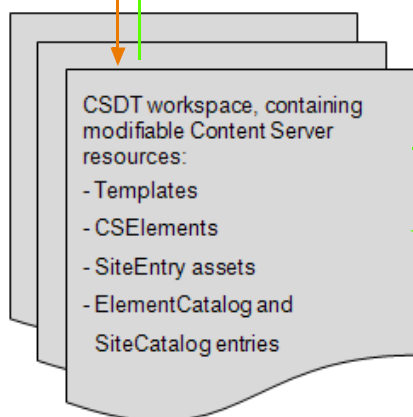 CSDT workspace, containing
modifiable Content Server
resources:
- Templates
- CSElements
- SiteEntry assets
- ElementCatalog and
SiteCatalog entries